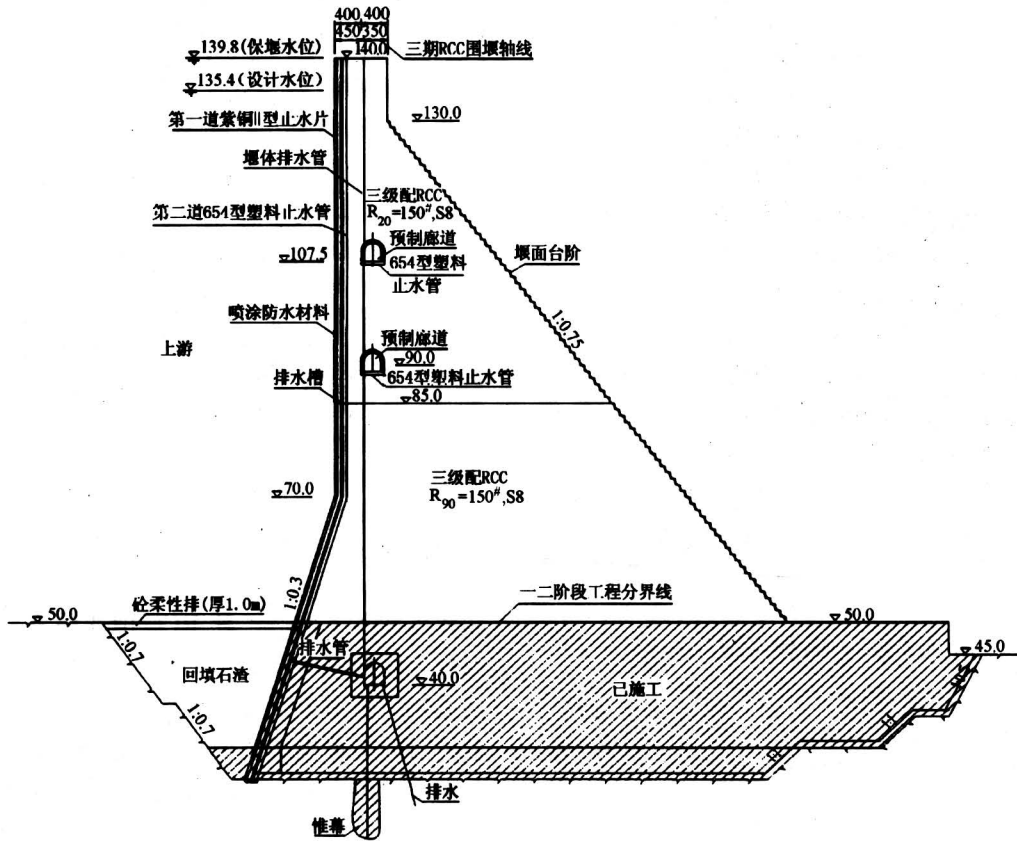 400 400
450 350
140.0
三期RCC围堰轴线
139.8(保堰水位)
135.4(设计水位)
第一道紫铜II型止水片
130.0
堰体排水管
三级配RCC
R20=150#,S8
第二道654型塑料止水管
预制廊道
107.5
654型塑料
止水管
堰面台阶
1:0.75
喷涂防水材料
上游
预制廊道
90.0
排水槽
654型塑料止水管
85.0
三级配RCC
R90=150#,S8
70.0
1:0.3
一二阶段工程分界线
砼柔性排(厚1.0m)
50.0
50.0
1:0.7
排水管
45.0
回填石渣
40.0
已施工
1:0.7
排水
惟幕